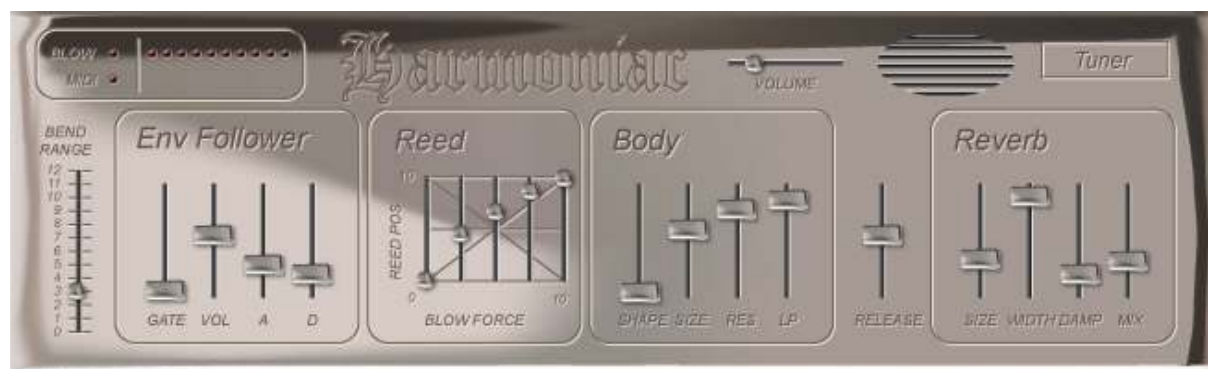 BLOW
MIDI
Harmoniac
VOLUME
Tuner
BEND
RANGE
12
11
10
9
8
7
6
5
4
3
2
1
0
Env Follower
GATE VOL A D
Reed
10
REED POS
0 10
BLOW FORCE
Body
SHAPE SIZE RES LP
RELEASE
Reverb
SIZE WIDTH DAMP MIX